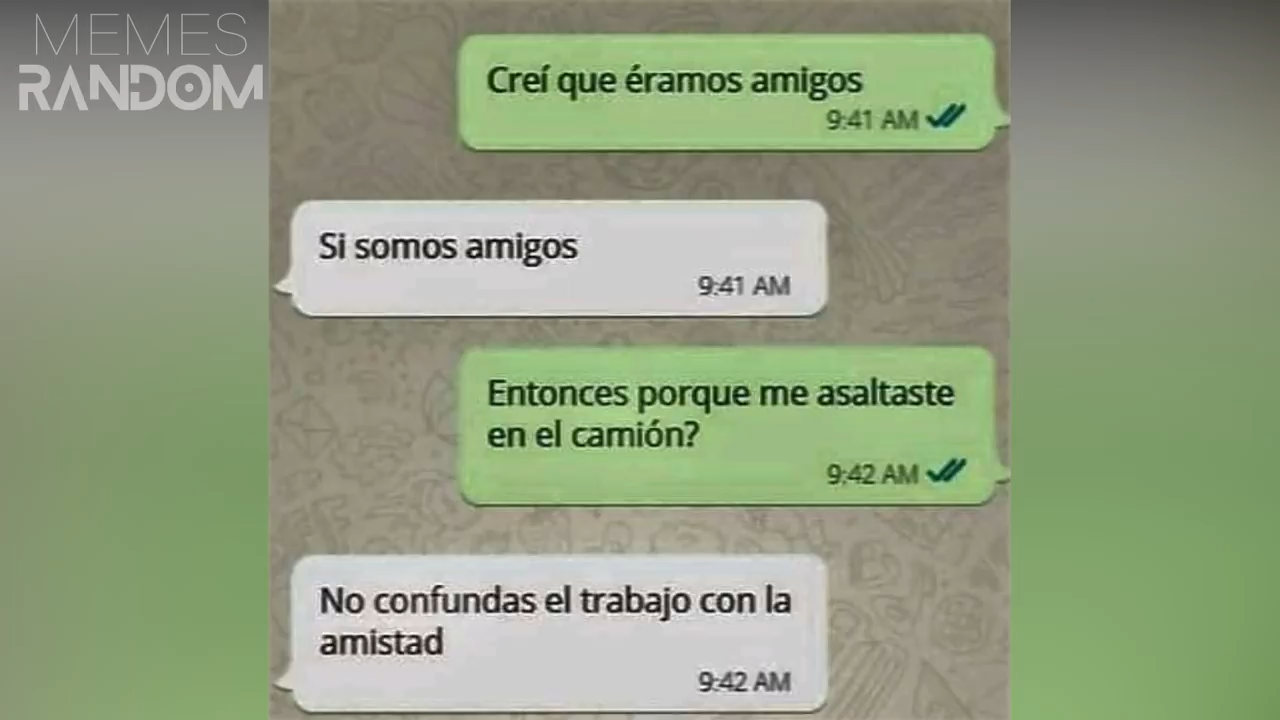 MEMES
RANDOM
Creí que éramos amigos
9:41 AM
Si somos amigos
9:41 AM
Entonces porque me asaltaste
en el camión?
9:42 AM
No confundas el trabajo con la
amistad
9:42 AM